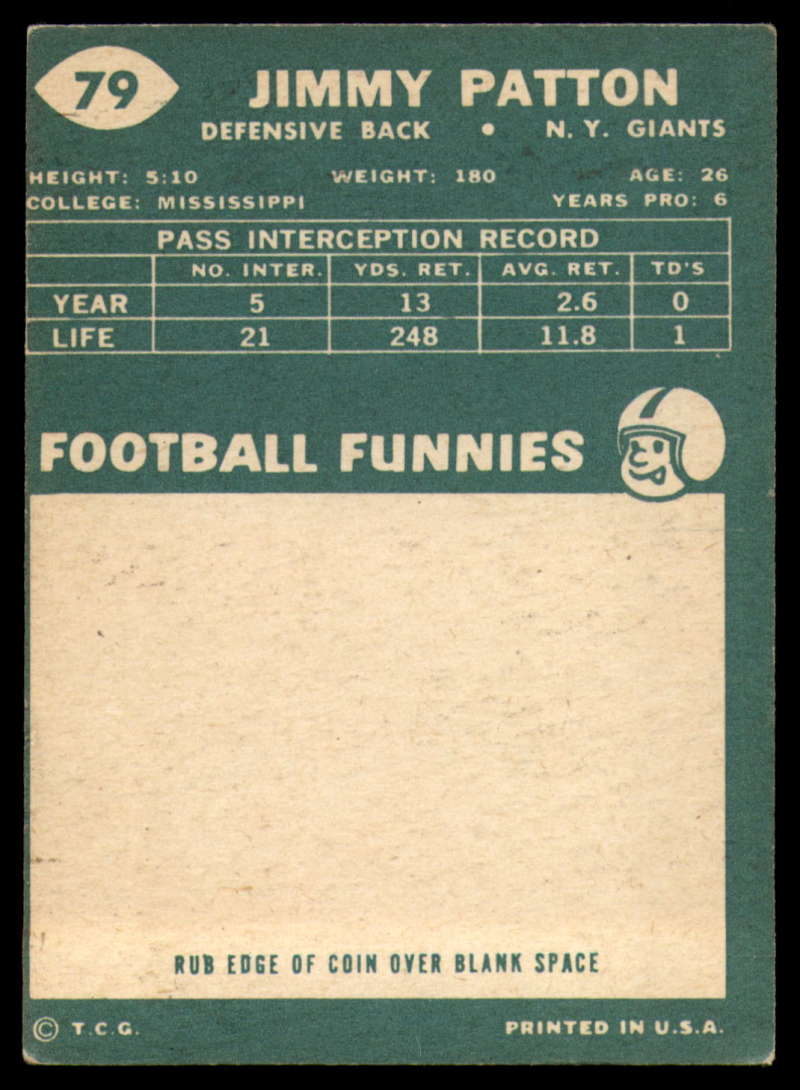 79
JIMMY PATTON
DEFENSIVE BACK • N. Y. GIANTS
HEIGHT: 5:10 WEIGHT: 180 AGE: 26
COLLEGE: MISSISSIPPI YEARS PRO: 6
PASS INTERCEPTION RECORD
NO. INTER. YDS. RET. AVG. RET. TD'S
YEAR 5 13 2.6 0
LIFE 21 248 11.8 1
FOOTBALL FUNNIES
RUB EDGE OF COIN OVER BLANK SPACE
© T.C.G. PRINTED IN U.S.A.